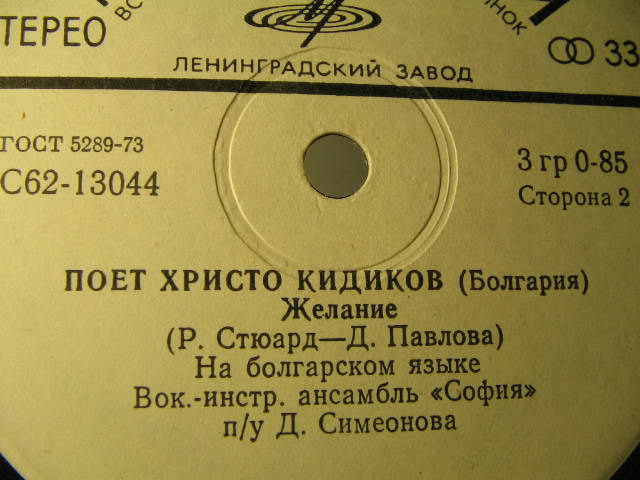 ТЕРЕО
33
ЛЕНИНГРАДСКИЙ ЗАВОД
ГОСТ 5289-73
3 гр 0-85
С62-13044
Сторона 2
ПОЕТ ХРИСТО КИДИКОВ (Болгария)
Желание
(Р. Стюард—Д. Павлова)
На болгарском языке
Вок.-инстр. ансамбль «София»
п/у Д. Симеонова